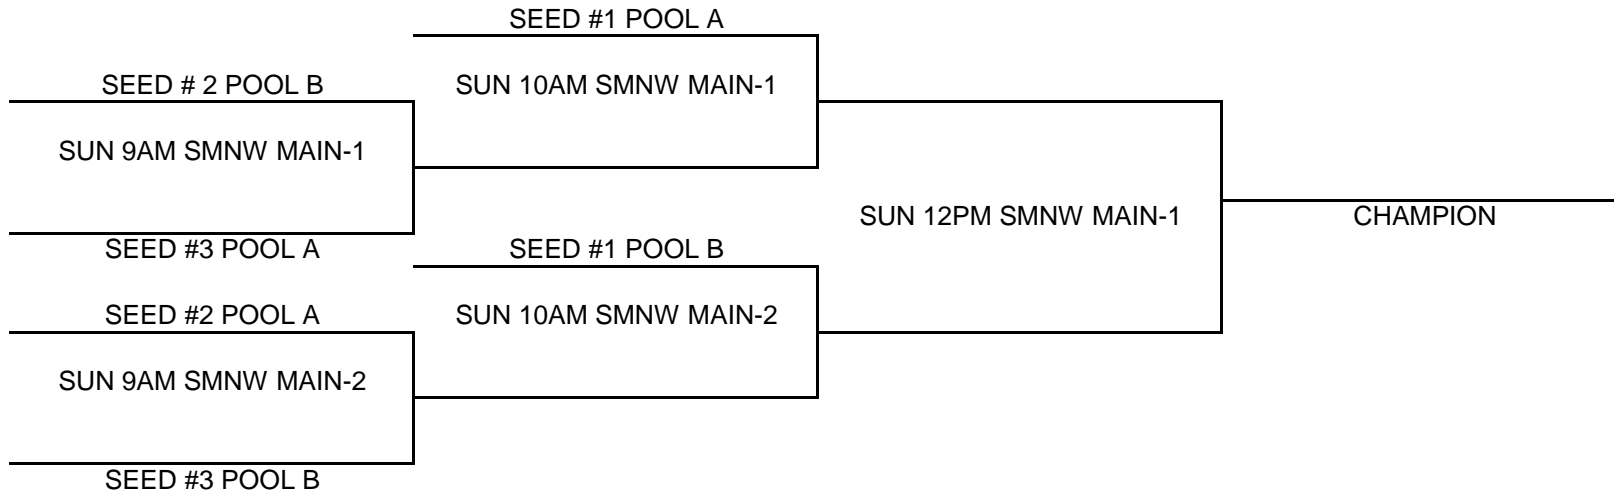 SEED #1 POOL A
SEED # 2 POOL B
SUN 10AM SMNW MAIN-1
SUN 9AM SMNW MAIN-1
SUN 12PM SMNW MAIN-1
CHAMPION
SEED #3 POOL A
SEED #1 POOL B
SEED #2 POOL A
SUN 10AM SMNW MAIN-2
SUN 9AM SMNW MAIN-2
SEED #3 POOL B